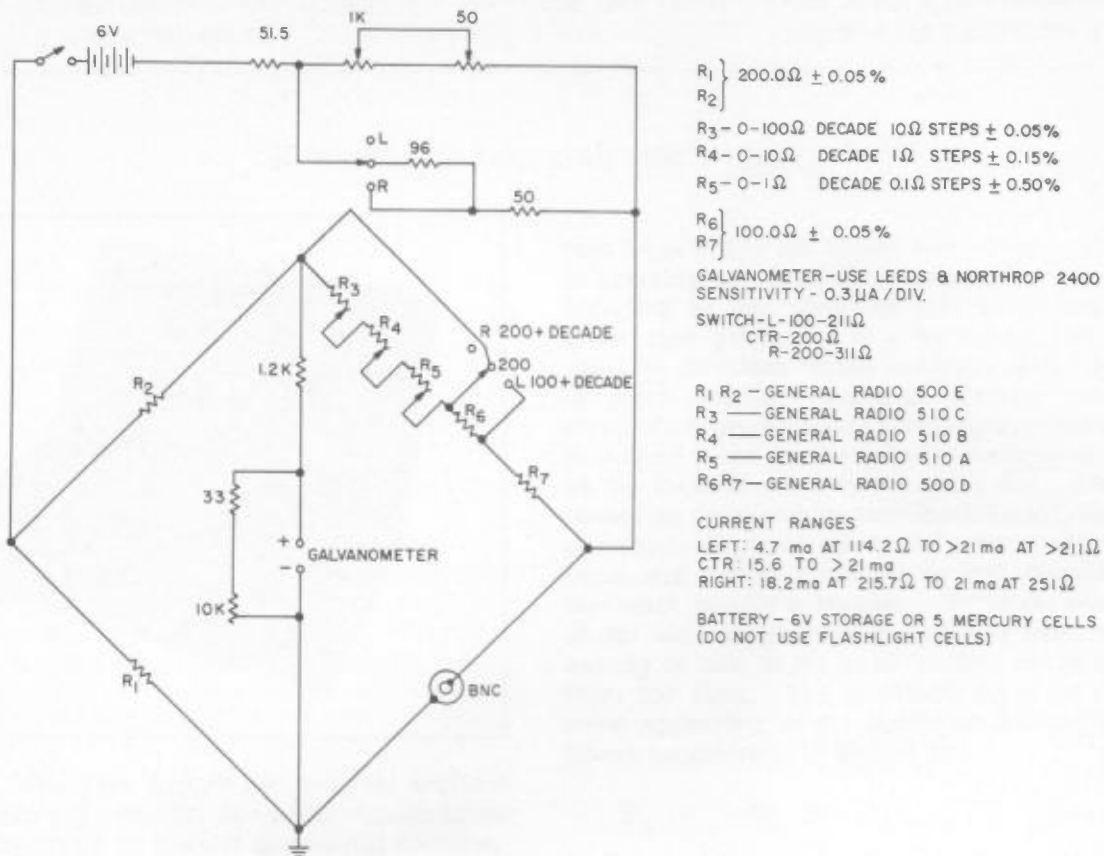 6V
51.5
1K
50
L
96
R
50
R3
R4
R5
R 200 + DECADE
200
L 100 + DECADE
R6
R7
R2
1.2K
33
+
GALVANOMETER
-
10K
R1
BNC
R1 } 200.0Ω ± 0.05%
R2
R3 - 0-100Ω DECADE 10Ω STEPS ± 0.05%
R4 - 0-10Ω DECADE 1Ω STEPS ± 0.15%
R5 - 0-1Ω DECADE 0.1Ω STEPS ± 0.50%
R6 } 100.0Ω ± 0.05%
R7
GALVANOMETER-USE LEEDS & NORTHROP 2400
SENSITIVITY - 0.3 μA / DIV.
SWITCH-L-100-211Ω
CTR-200Ω
R-200-311Ω
R1 R2 — GENERAL RADIO 500 E
R3 — GENERAL RADIO 510 C
R4 — GENERAL RADIO 510 B
R5 — GENERAL RADIO 510 A
R6 R7 — GENERAL RADIO 500 D
CURRENT RANGES
LEFT: 4.7 ma AT 114.2Ω TO >21 ma AT >211Ω
CTR: 15.6 TO >21 ma
RIGHT: 18.2 ma AT 215.7Ω TO 21 ma AT 251Ω
BATTERY - 6V STORAGE OR 5 MERCURY CELLS
(DO NOT USE FLASHLIGHT CELLS)